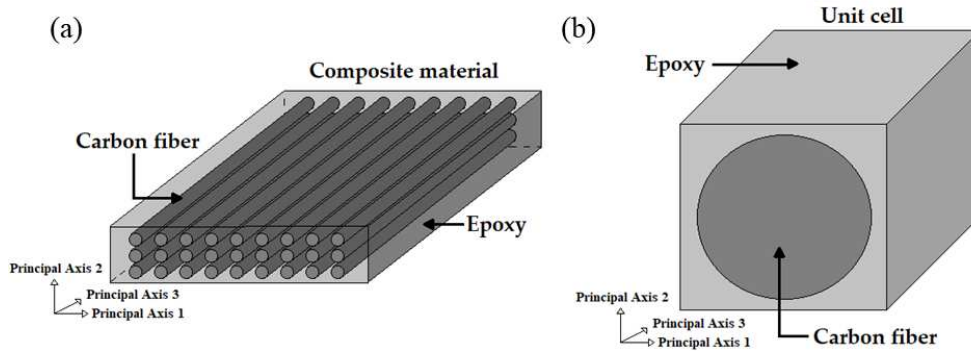 (a)
Composite material
Carbon fiber
Epoxy
Principal Axis 2
Principal Axis 3
Principal Axis 1
(b)
Unit cell
Epoxy
Principal Axis 2
Principal Axis 3
Principal Axis 1
Carbon fiber